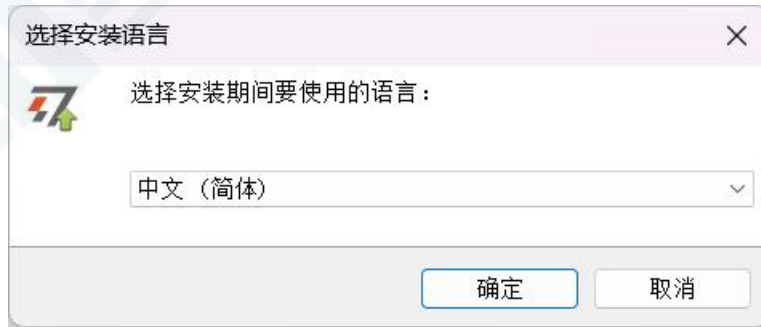 选择安装语言
选择安装期间要使用的语言：
中文 (简体)
确定
取消